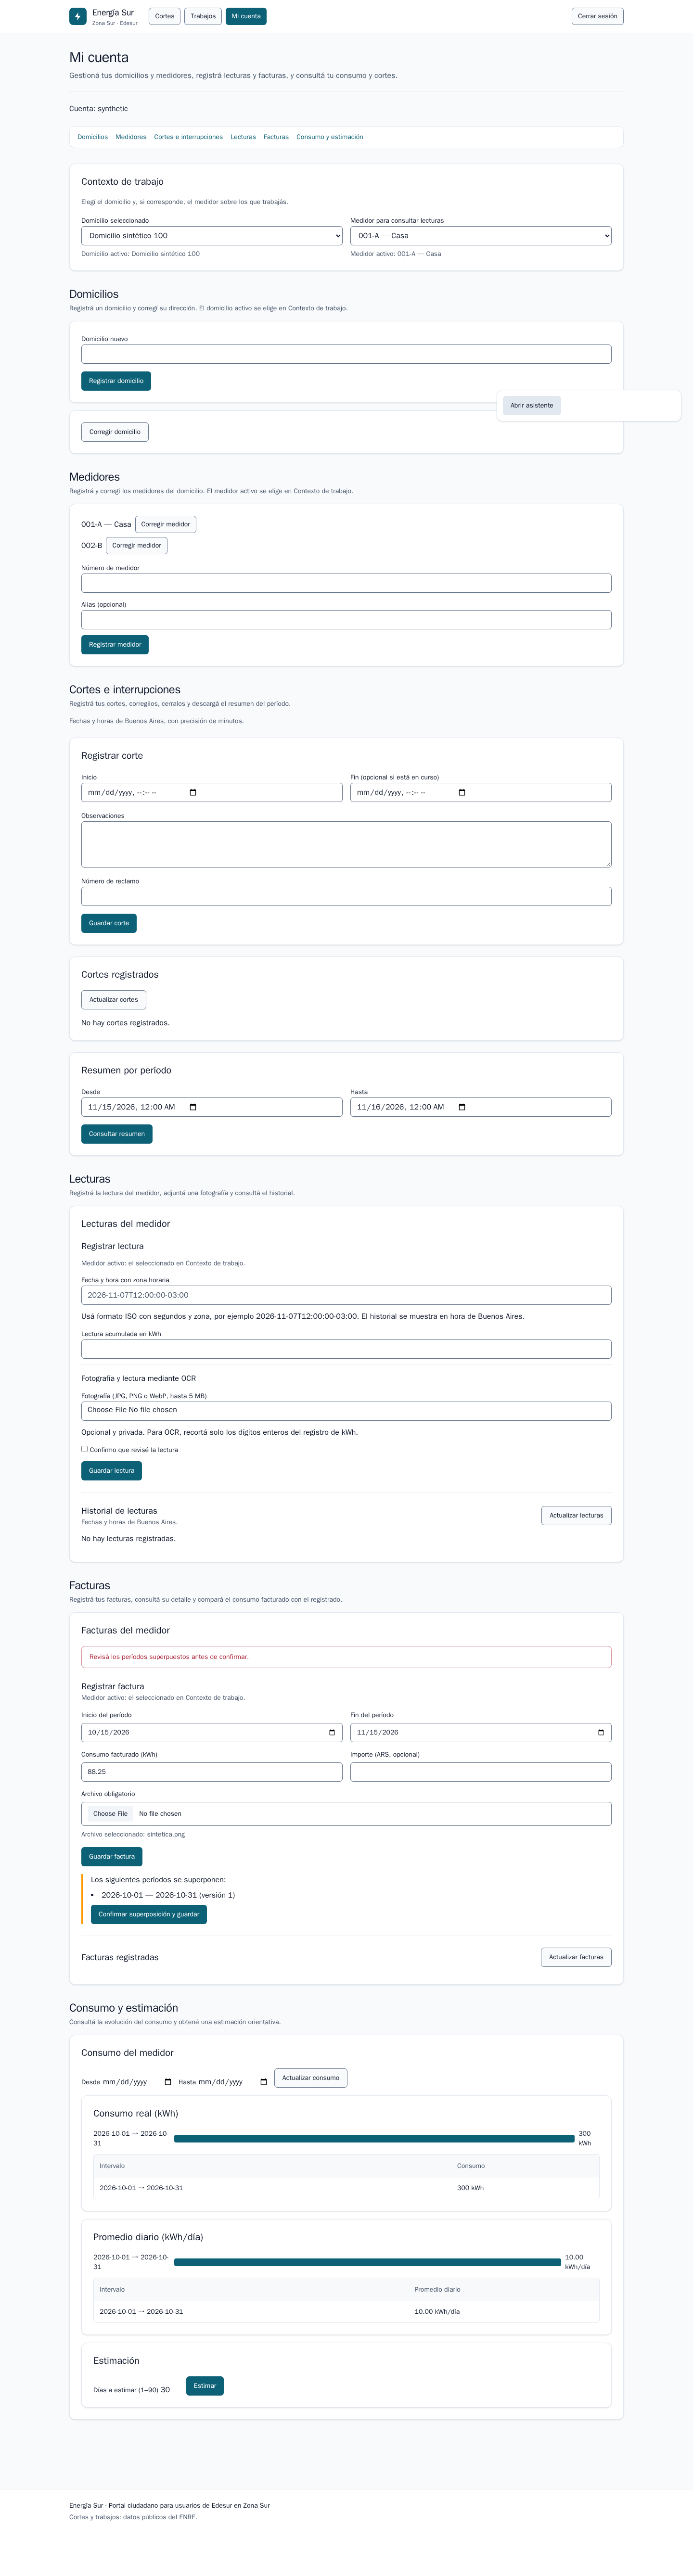 Energía Sur
Zona Sur · Edesur
Cortes
Trabajos
Mi cuenta
Cerrar sesión
Mi cuenta
Gestioná tus domicilios y medidores, registrá lecturas y facturas, y consultá tu consumo y cortes.
Cuenta: synthetic
Domicilios
Medidores
Cortes e interrupciones
Lecturas
Facturas
Consumo y estimación
Contexto de trabajo
Elegí el domicilio y, si corresponde, el medidor sobre los que trabajás.
Domicilio seleccionado
Medidor para consultar lecturas
Domicilio sintético 100
001-A — Casa
Domicilio activo: Domicilio sintético 100
Medidor activo: 001-A — Casa
Domicilios
Registrá un domicilio y corregí su dirección. El domicilio activo se elige en Contexto de trabajo.
Domicilio nuevo
Registrar domicilio
Abrir asistente
Corregir domicilio
Medidores
Registrá y corregí los medidores del domicilio. El medidor activo se elige en Contexto de trabajo.
001-A — Casa
Corregir medidor
002-B
Corregir medidor
Número de medidor
Alias (opcional)
Registrar medidor
Cortes e interrupciones
Registrá tus cortes, corregilos, cerralos y descargá el resumen del período.
Fechas y horas de Buenos Aires, con precisión de minutos.
Registrar corte
Inicio
Fin (opcional si está en curso)
mm/dd/yyyy, --:-- --
mm/dd/yyyy, --:-- --
Observaciones
Número de reclamo
Guardar corte
Cortes registrados
Actualizar cortes
No hay cortes registrados.
Resumen por período
Desde
Hasta
11/15/2026, 12:00 AM
11/16/2026, 12:00 AM
Consultar resumen
Lecturas
Registrá la lectura del medidor, adjuntá una fotografía y consultá el historial.
Lecturas del medidor
Registrar lectura
Medidor activo: el seleccionado en Contexto de trabajo.
Fecha y hora con zona horaria
2026-11-07T12:00:00-03:00
Usá formato ISO con segundos y zona, por ejemplo 2026-11-07T12:00:00-03:00. El historial se muestra en hora de Buenos Aires.
Lectura acumulada en kWh
Fotografía y lectura mediante OCR
Fotografía (JPG, PNG o WebP, hasta 5 MB)
Choose File No file chosen
Opcional y privada. Para OCR, recortá solo los dígitos enteros del registro de kWh.
Confirmo que revisé la lectura
Guardar lectura
Historial de lecturas
Fechas y horas de Buenos Aires.
Actualizar lecturas
No hay lecturas registradas.
Facturas
Registrá tus facturas, consultá su detalle y compará el consumo facturado con el registrado.
Facturas del medidor
Revisá los períodos superpuestos antes de confirmar.
Registrar factura
Medidor activo: el seleccionado en Contexto de trabajo.
Inicio del período
Fin del período
10/15/2026
11/15/2026
Consumo facturado (kWh)
Importe (ARS, opcional)
88.25
Archivo obligatorio
Choose File No file chosen
Archivo seleccionado: sintetica.png
Guardar factura
Los siguientes períodos se superponen:
• 2026-10-01 — 2026-10-31 (versión 1)
Confirmar superposición y guardar
Facturas registradas
Actualizar facturas
Consumo y estimación
Consultá la evolución del consumo y obtené una estimación orientativa.
Consumo del medidor
Desde mm/dd/yyyy
Hasta mm/dd/yyyy
Actualizar consumo
Consumo real (kWh)
2026-10-01 → 2026-10-
31
300
kWh
Intervalo
Consumo
2026-10-01 → 2026-10-31
300 kWh
Promedio diario (kWh/día)
2026-10-01 → 2026-10-
31
10.00
kWh/día
Intervalo
Promedio diario
2026-10-01 → 2026-10-31
10.00 kWh/día
Estimación
Días a estimar (1–90) 30
Estimar
Energía Sur · Portal ciudadano para usuarios de Edesur en Zona Sur
Cortes y trabajos: datos públicos del ENRE.